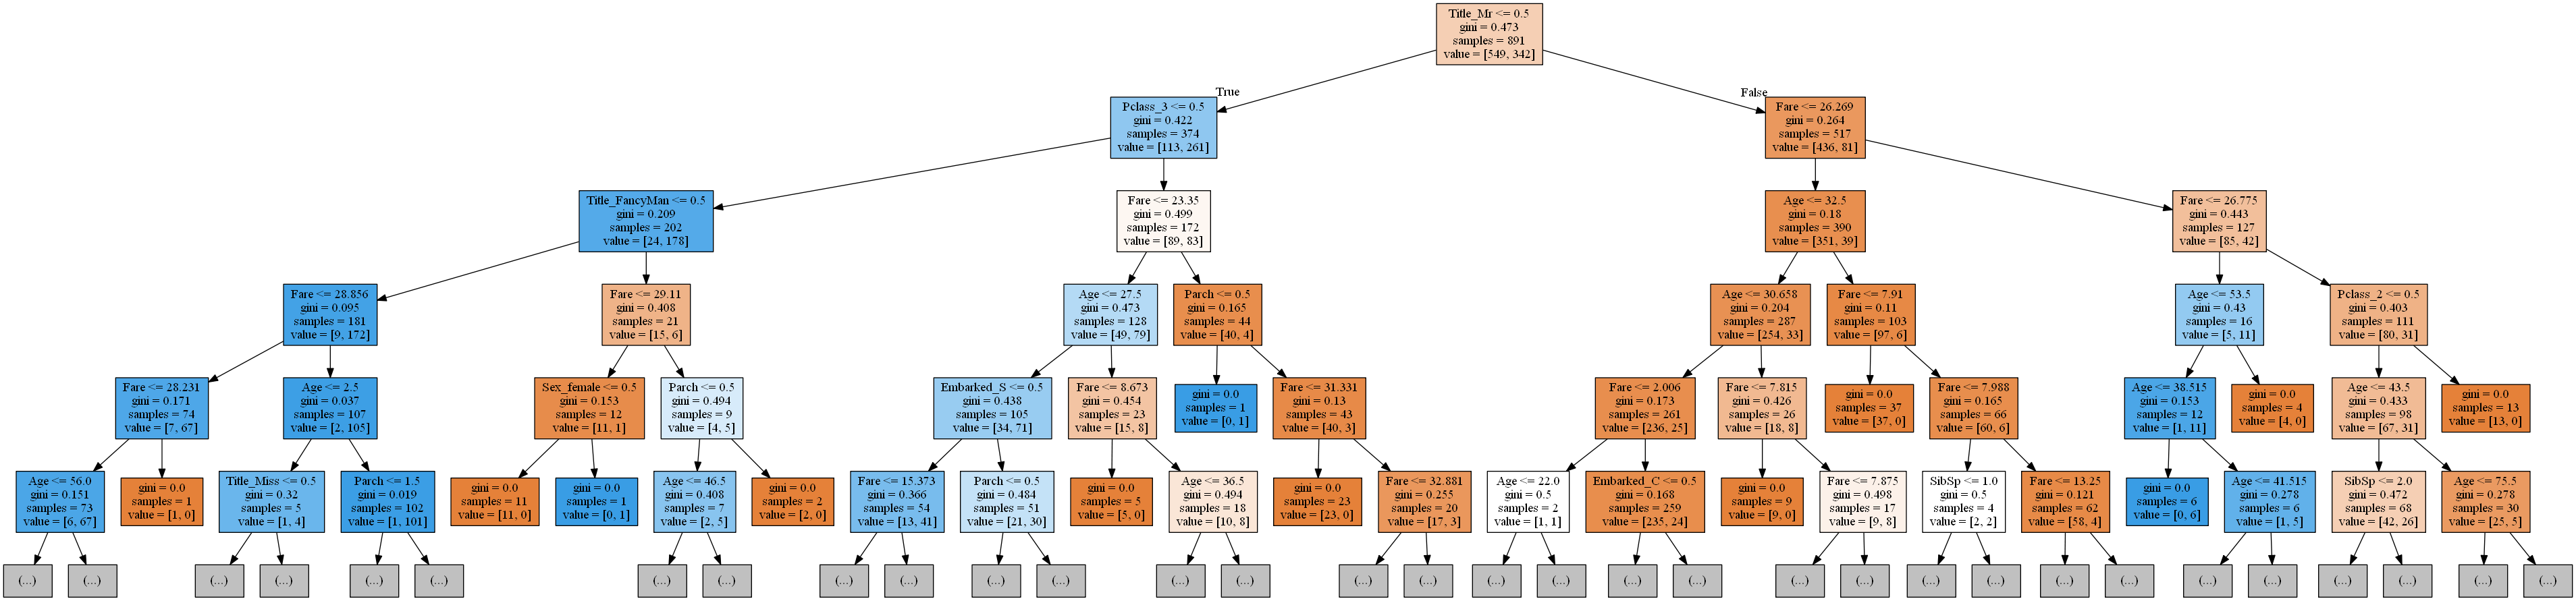 Title_Mr <= 0.5
gini = 0.473
samples = 891
value = [549, 342]
True
False
Pclass_3 <= 0.5
gini = 0.422
samples = 374
value = [113, 261]
Fare <= 26.269
gini = 0.264
samples = 517
value = [436, 81]
Title_FancyMan <= 0.5
gini = 0.209
samples = 202
value = [24, 178]
Fare <= 23.35
gini = 0.499
samples = 172
value = [89, 83]
Age <= 32.5
gini = 0.18
samples = 390
value = [351, 39]
Fare <= 26.775
gini = 0.443
samples = 127
value = [85, 42]
Fare <= 28.856
gini = 0.095
samples = 181
value = [9, 172]
Fare <= 29.11
gini = 0.408
samples = 21
value = [15, 6]
Age <= 27.5
gini = 0.473
samples = 128
value = [49, 79]
Parch <= 0.5
gini = 0.165
samples = 44
value = [40, 4]
Age <= 30.658
gini = 0.204
samples = 287
value = [254, 33]
Fare <= 7.91
gini = 0.11
samples = 103
value = [97, 6]
Age <= 53.5
gini = 0.43
samples = 16
value = [5, 11]
Pclass_2 <= 0.5
gini = 0.403
samples = 111
value = [80, 31]
Fare <= 28.231
gini = 0.171
samples = 74
value = [7, 67]
Age <= 2.5
gini = 0.037
samples = 107
value = [2, 105]
Sex_female <= 0.5
gini = 0.153
samples = 12
value = [11, 1]
Parch <= 0.5
gini = 0.494
samples = 9
value = [4, 5]
Embarked_S <= 0.5
gini = 0.438
samples = 105
value = [34, 71]
Fare <= 8.673
gini = 0.454
samples = 23
value = [15, 8]
gini = 0.0
samples = 1
value = [0, 1]
Fare <= 31.331
gini = 0.13
samples = 43
value = [40, 3]
Fare <= 2.006
gini = 0.173
samples = 261
value = [236, 25]
Fare <= 7.815
gini = 0.426
samples = 26
value = [18, 8]
gini = 0.0
samples = 37
value = [37, 0]
Fare <= 7.988
gini = 0.165
samples = 66
value = [60, 6]
Age <= 38.515
gini = 0.153
samples = 12
value = [1, 11]
gini = 0.0
samples = 4
value = [4, 0]
Age <= 43.5
gini = 0.433
samples = 98
value = [67, 31]
gini = 0.0
samples = 13
value = [13, 0]
Age <= 56.0
gini = 0.151
samples = 73
value = [6, 67]
gini = 0.0
samples = 1
value = [1, 0]
Title_Miss <= 0.5
gini = 0.32
samples = 5
value = [1, 4]
Parch <= 1.5
gini = 0.019
samples = 102
value = [1, 101]
gini = 0.0
samples = 11
value = [11, 0]
gini = 0.0
samples = 1
value = [0, 1]
Age <= 46.5
gini = 0.408
samples = 7
value = [2, 5]
gini = 0.0
samples = 2
value = [2, 0]
Fare <= 15.373
gini = 0.366
samples = 54
value = [13, 41]
Parch <= 0.5
gini = 0.484
samples = 51
value = [21, 30]
gini = 0.0
samples = 5
value = [5, 0]
Age <= 36.5
gini = 0.494
samples = 18
value = [10, 8]
gini = 0.0
samples = 23
value = [23, 0]
Fare <= 32.881
gini = 0.255
samples = 20
value = [17, 3]
Age <= 22.0
gini = 0.5
samples = 2
value = [1, 1]
Embarked_C <= 0.5
gini = 0.168
samples = 259
value = [235, 24]
gini = 0.0
samples = 9
value = [9, 0]
Fare <= 7.875
gini = 0.498
samples = 17
value = [9, 8]
SibSp <= 1.0
gini = 0.5
samples = 4
value = [2, 2]
Fare <= 13.25
gini = 0.121
samples = 62
value = [58, 4]
gini = 0.0
samples = 6
value = [0, 6]
Age <= 41.515
gini = 0.278
samples = 6
value = [1, 5]
SibSp <= 2.0
gini = 0.472
samples = 68
value = [42, 26]
Age <= 75.5
gini = 0.278
samples = 30
value = [25, 5]
(...) (...) (...) (...) (...) (...) (...) (...) (...) (...) (...) (...) (...) (...) (...) (...) (...) (...) (...) (...) (...) (...) (...) (...) (...) (...) (...) (...) (...) (...) (...) (...)